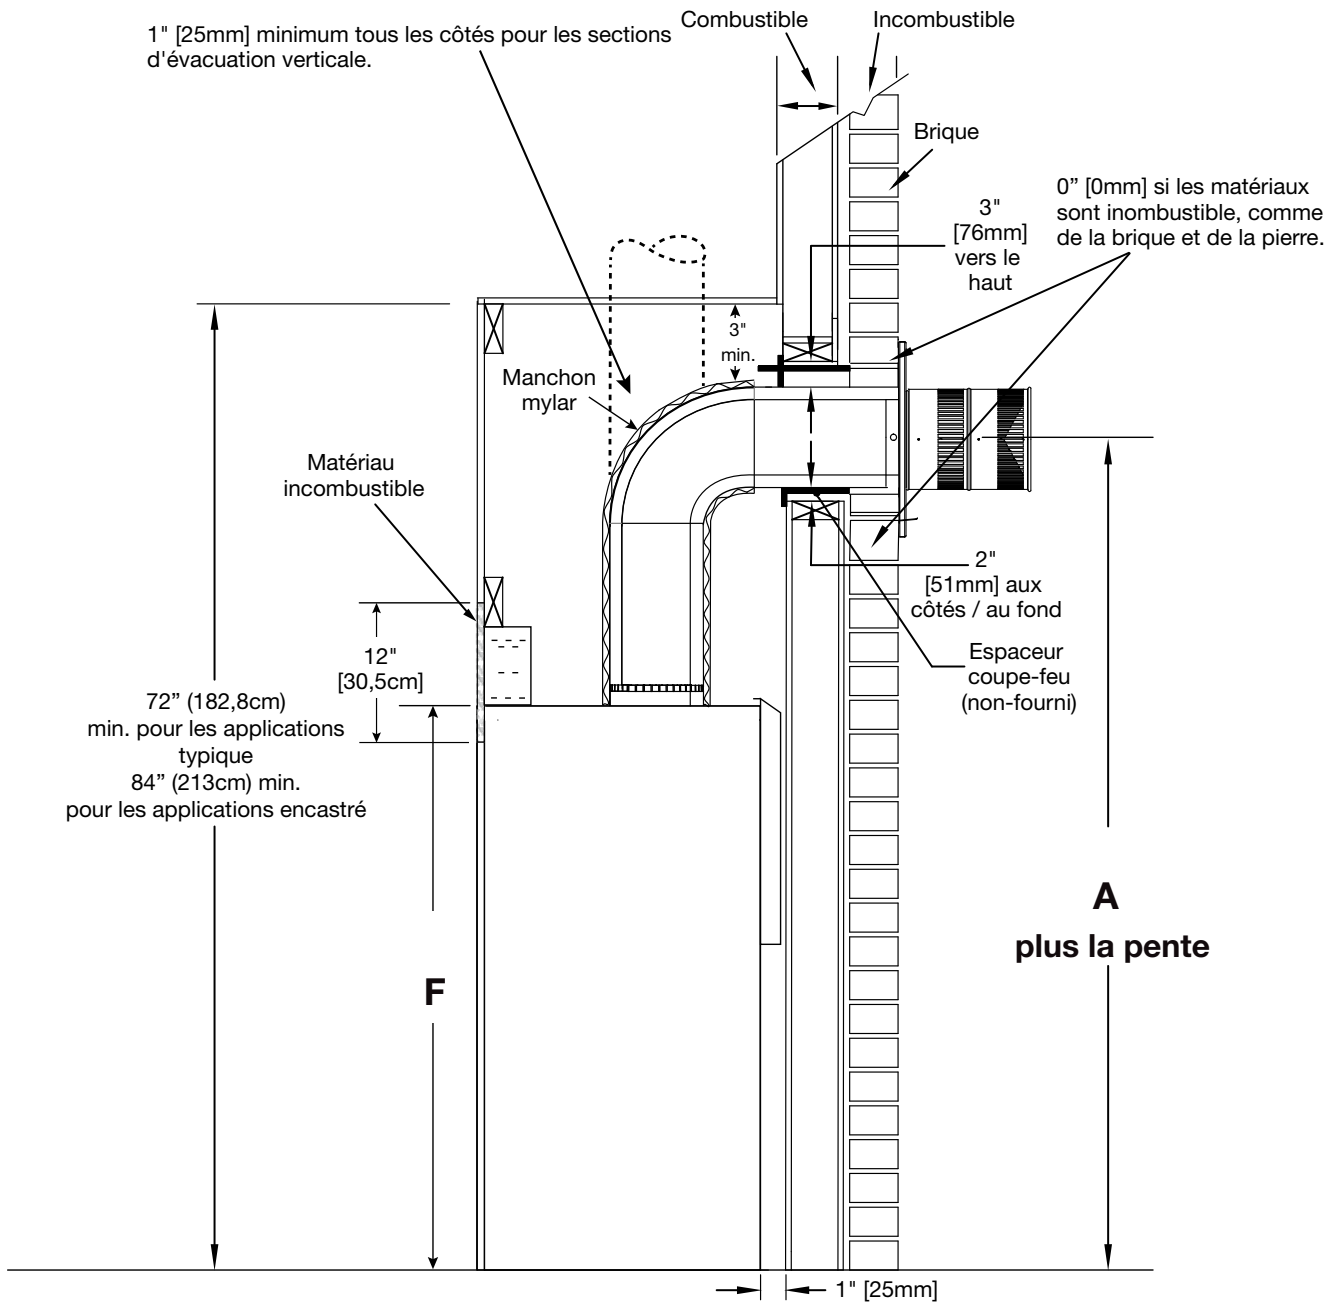 1" [25mm] minimum tous les côtés pour les sections
d'évacuation verticale.
Combustible
Incombustible
Brique
0” [0mm] si les matériaux
sont inombustible, comme
de la brique et de la pierre.
3"
[76mm]
vers le
haut
3"
min.
Manchon
mylar
Matériau
incombustible
2"
[51mm] aux
côtés / au fond
Espaceur
coupe-feu
(non-fourni)
12"
[30,5cm]
72” (182,8cm)
min. pour les applications
typique
84” (213cm) min.
pour les applications encastré
A
plus la pente
F
1" [25mm]